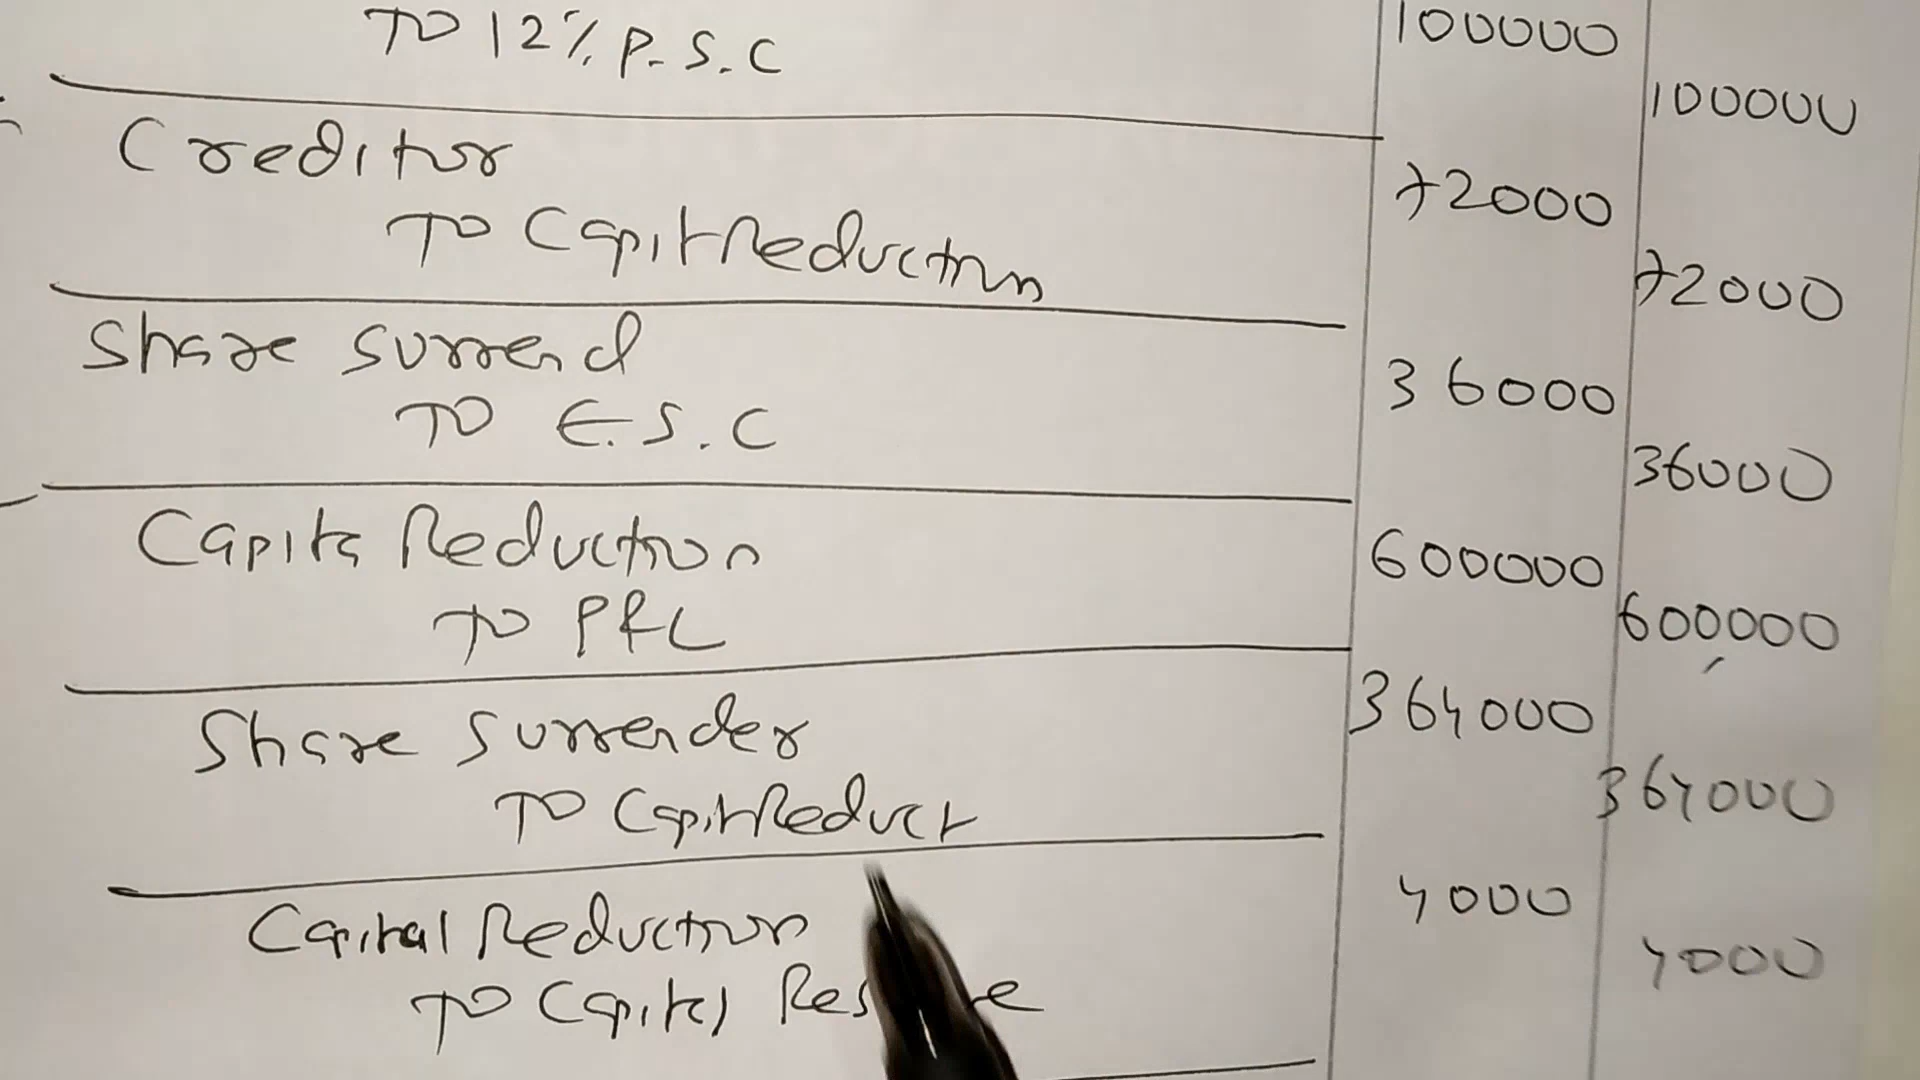 TO 12% P.S.C 100000
100000
Creditor 72000
TO Capit Reduction 72000
Share Surrend 36000
TO E.S.C 36000
Capita Reduction 600000
TO P&L 600000
Share Surrender 364000
TO Capit Reduct 364000
Capital Reduction 4000
TO Capital 4000